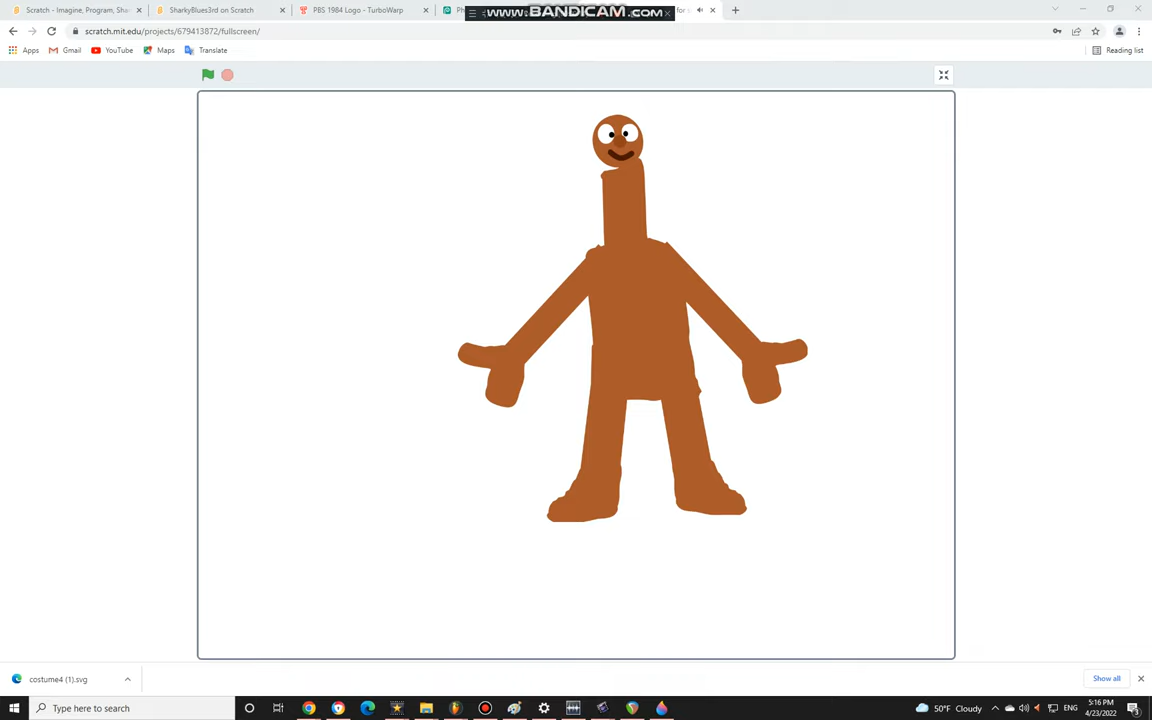 Scratch - Imagine, Program, Sha
SharkyBlues3rd on Scratch
PBS 1984 Logo - TurboWarp
www.BANDICAM.com
scratch.mit.edu/projects/679413872/fullscreen/
Apps
Gmail
YouTube
Maps
Translate
Reading list
costume4 (1).svg
Show all
Type here to search
50°F Cloudy
ENG
5:16 PM
4/23/2022
3